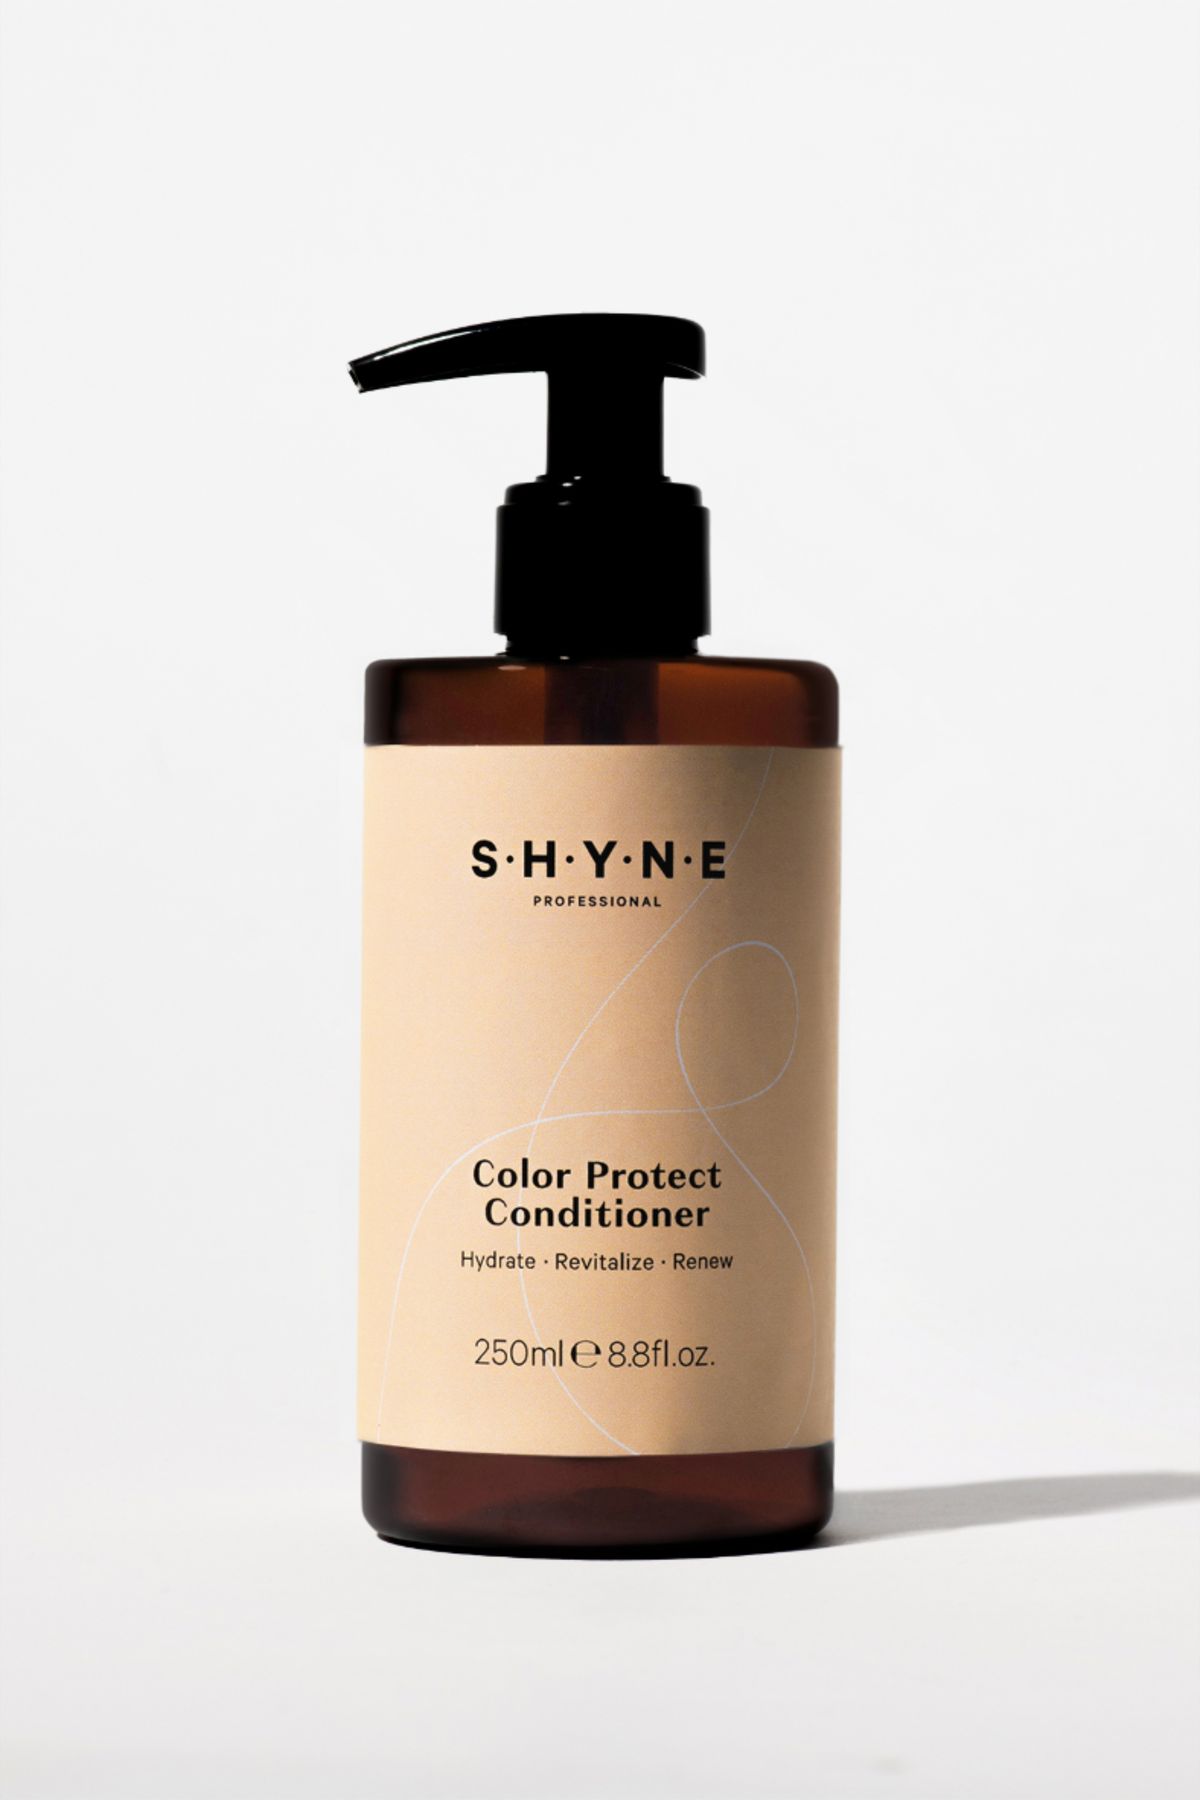 S·H·Y·N·E
PROFESSIONAL
Color Protect
Conditioner
Hydrate · Revitalize · Renew
250ml ℮ 8.8fl.oz.